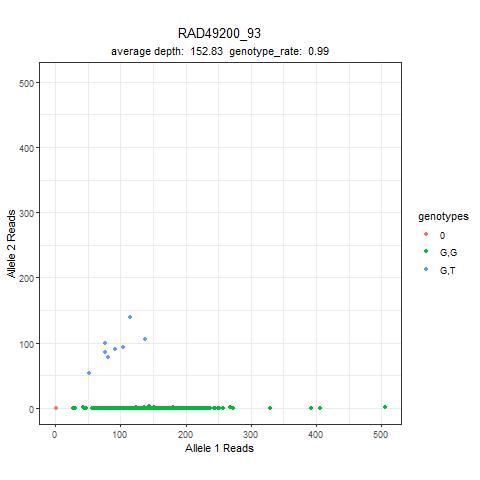 RAD49200_93
average depth:  152.83  genotype_rate:  0.99
500
400
300
200
100
0
Allele 2 Reads
0 100 200 300 400 500
Allele 1 Reads
genotypes
0
G,G
G,T